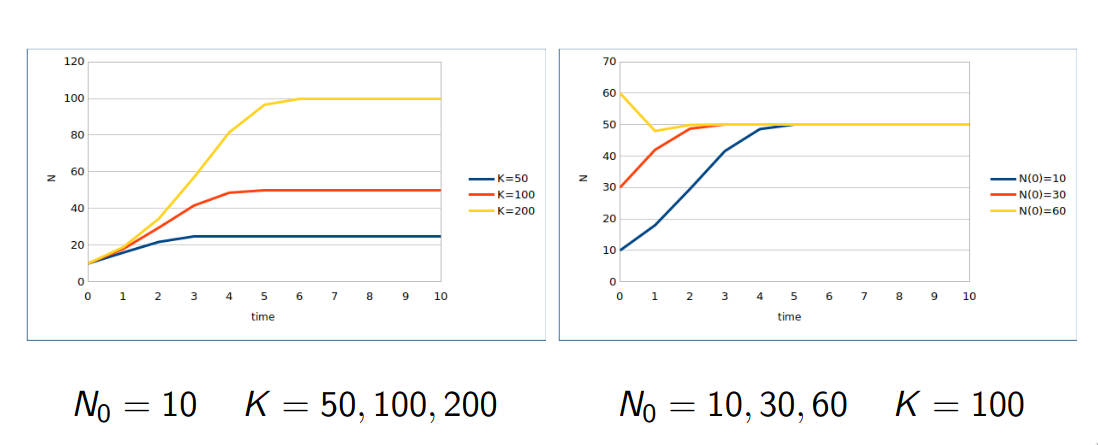 120
100
80
60
40
20
0
N
0 1 2 3 4 5 6 7 8 9 10
time
K=50
K=100
K=200
70
60
50
40
30
20
10
0
N
0 1 2 3 4 5 6 7 8 9 10
time
N(0)=10
N(0)=30
N(0)=60
N₀ = 10 K = 50, 100, 200
N₀ = 10, 30, 60 K = 100